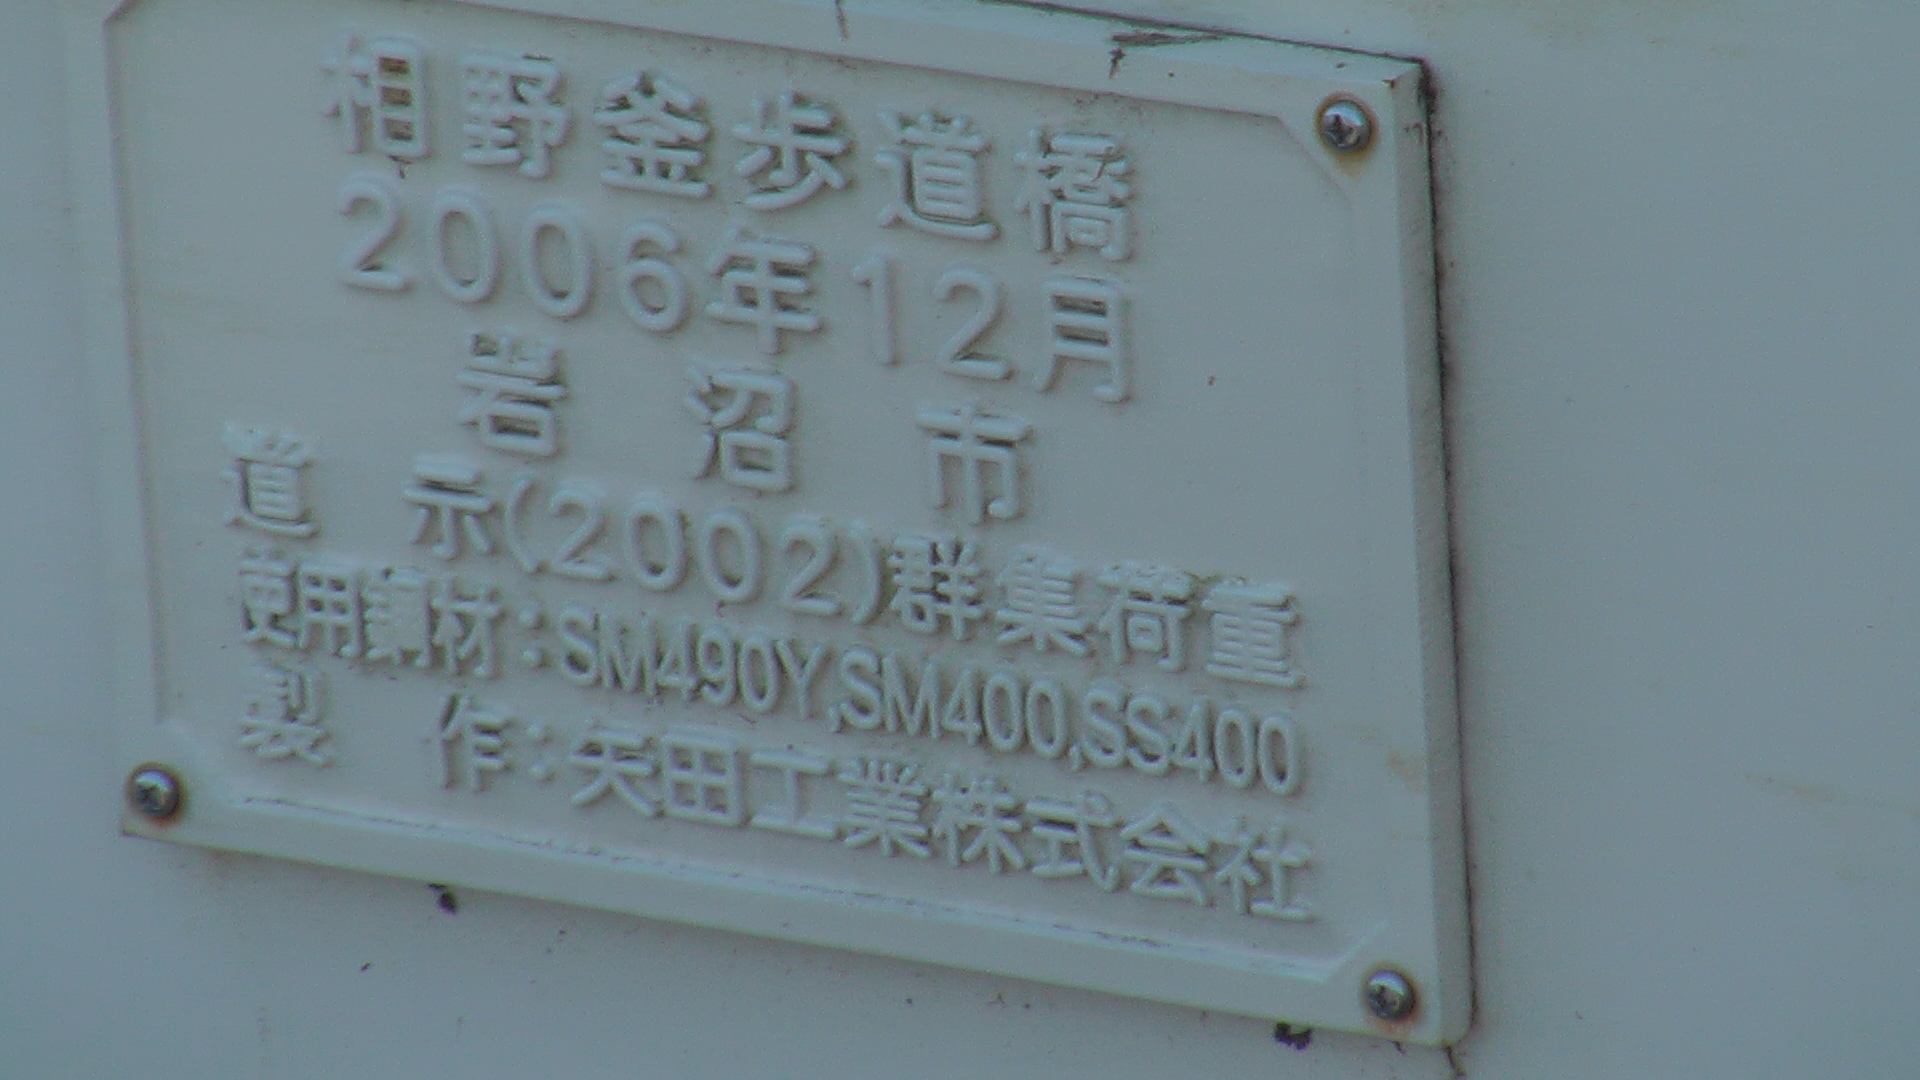 相野釜歩道橋
2006年12月
岩沼市
道示(2002)群集荷重
使用鋼材:SM490Y,SM400,SS400
製作:矢田工業株式会社